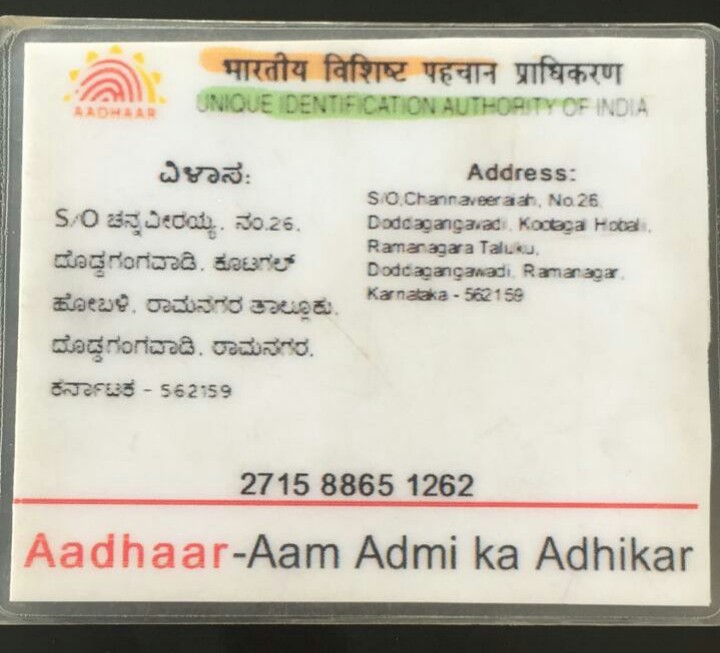 भारतीय विशिष्ट पहचान प्राधिकरण
AADHAAR
UNIQUE IDENTIFICATION AUTHORITY OF INDIA
ವಿಳಾಸ:
S/O ಚನ್ನವೀರಯ್ಯ, ನಂ.26,
ದೊಡ್ಡಗಂಗವಾಡಿ, ಕೂಟಗಲ್
ಹೋಬಳಿ, ರಾಮನಗರ ತಾಲ್ಲೂಕು,
ದೊಡ್ಡಗಂಗವಾಡಿ, ರಾಮನಗರ,
ಕರ್ನಾಟಕ - 562159
Address:
S/O,Channaveeraiah, No.26,
Doddagangavadi, Kootagal Hobali,
Ramanagara Taluku,
Doddagangawadi, Ramanagar,
Karnataka - 562159
2715 8865 1262
Aadhaar-Aam Admi ka Adhikar